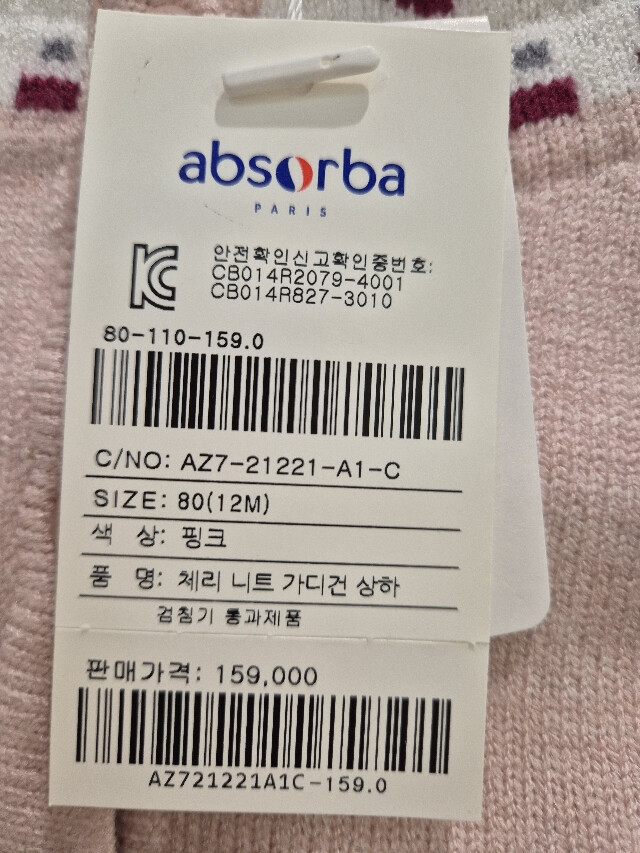 absorba
PARIS
안전확인신고확인증번호:
CB014R2079-4001
CB014R827-3010
80-110-159.0
C/NO: AZ7-21221-A1-C
SIZE: 80(12M)
색 상: 핑크
품 명: 체리 니트 가디건 상하
검침기 통과제품
판매가격: 159,000
AZ721221A1C-159.0